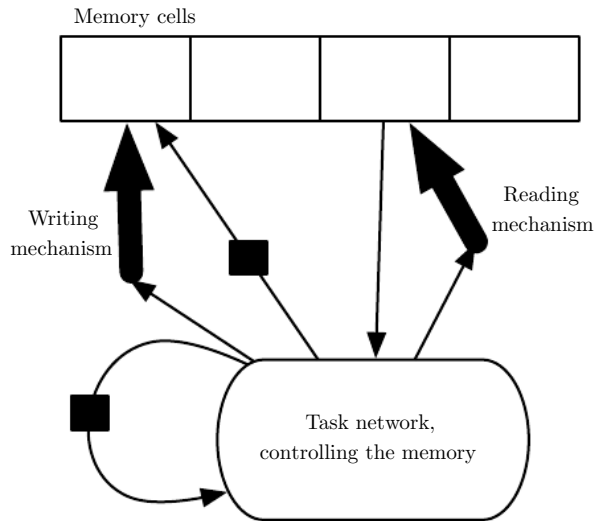 Memory cells
Writing
mechanism
Reading
mechanism
Task network,
controlling the memory